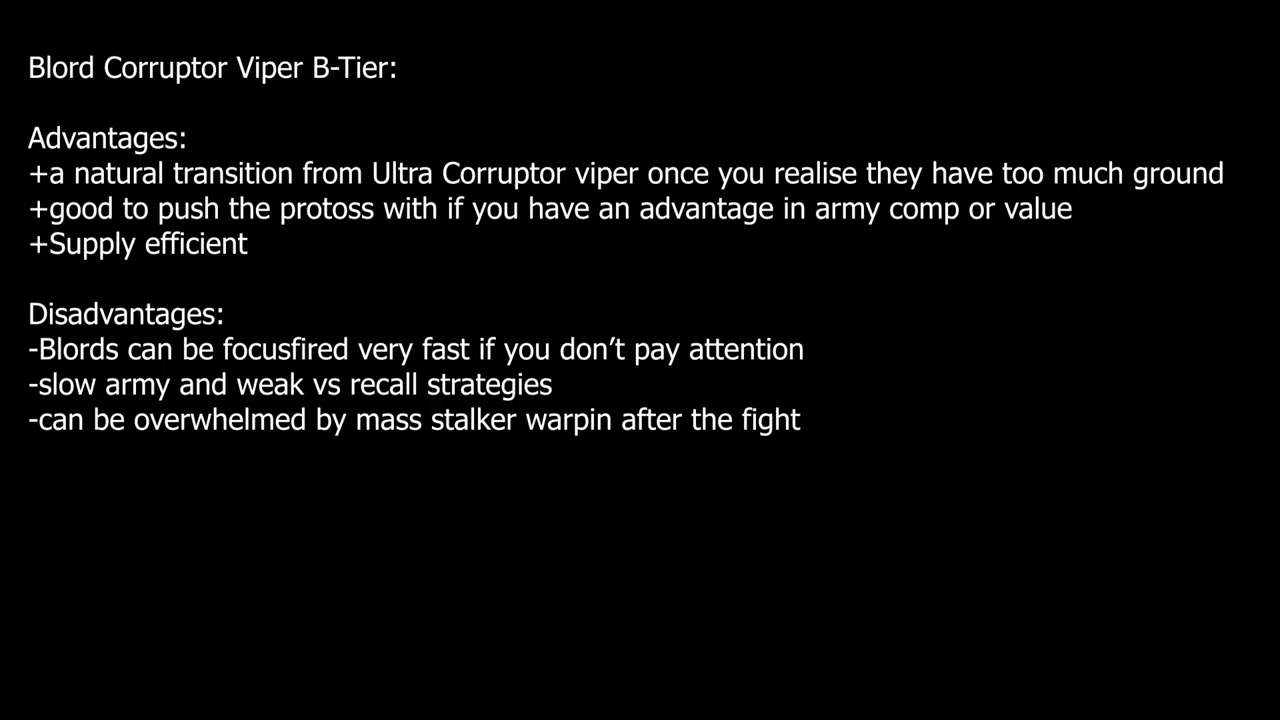 Blord Corruptor Viper B-Tier:
Advantages:
+a natural transition from Ultra Corruptor viper once you realise they have too much ground
+good to push the protoss with if you have an advantage in army comp or value
+Supply efficient
Disadvantages:
-Blords can be focusfired very fast if you don’t pay attention
-slow army and weak vs recall strategies
-can be overwhelmed by mass stalker warpin after the fight